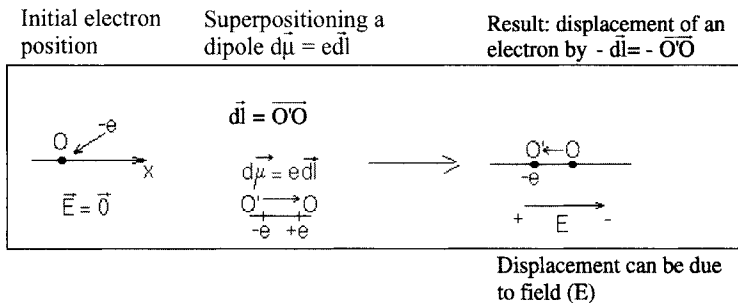 Initial electron
position
Superpositioning a
dipole dμ⃗ = edl⃗
Result: displacement of an
electron by - dl⃗= - O'O⃗
O
-e
x
E⃗ = 0⃗
dl⃗ = O'O⃗
dμ⃗ = edl⃗
O' → O
-e +e
O' ← O
-e
+ E -
Displacement can be due
to field (E)